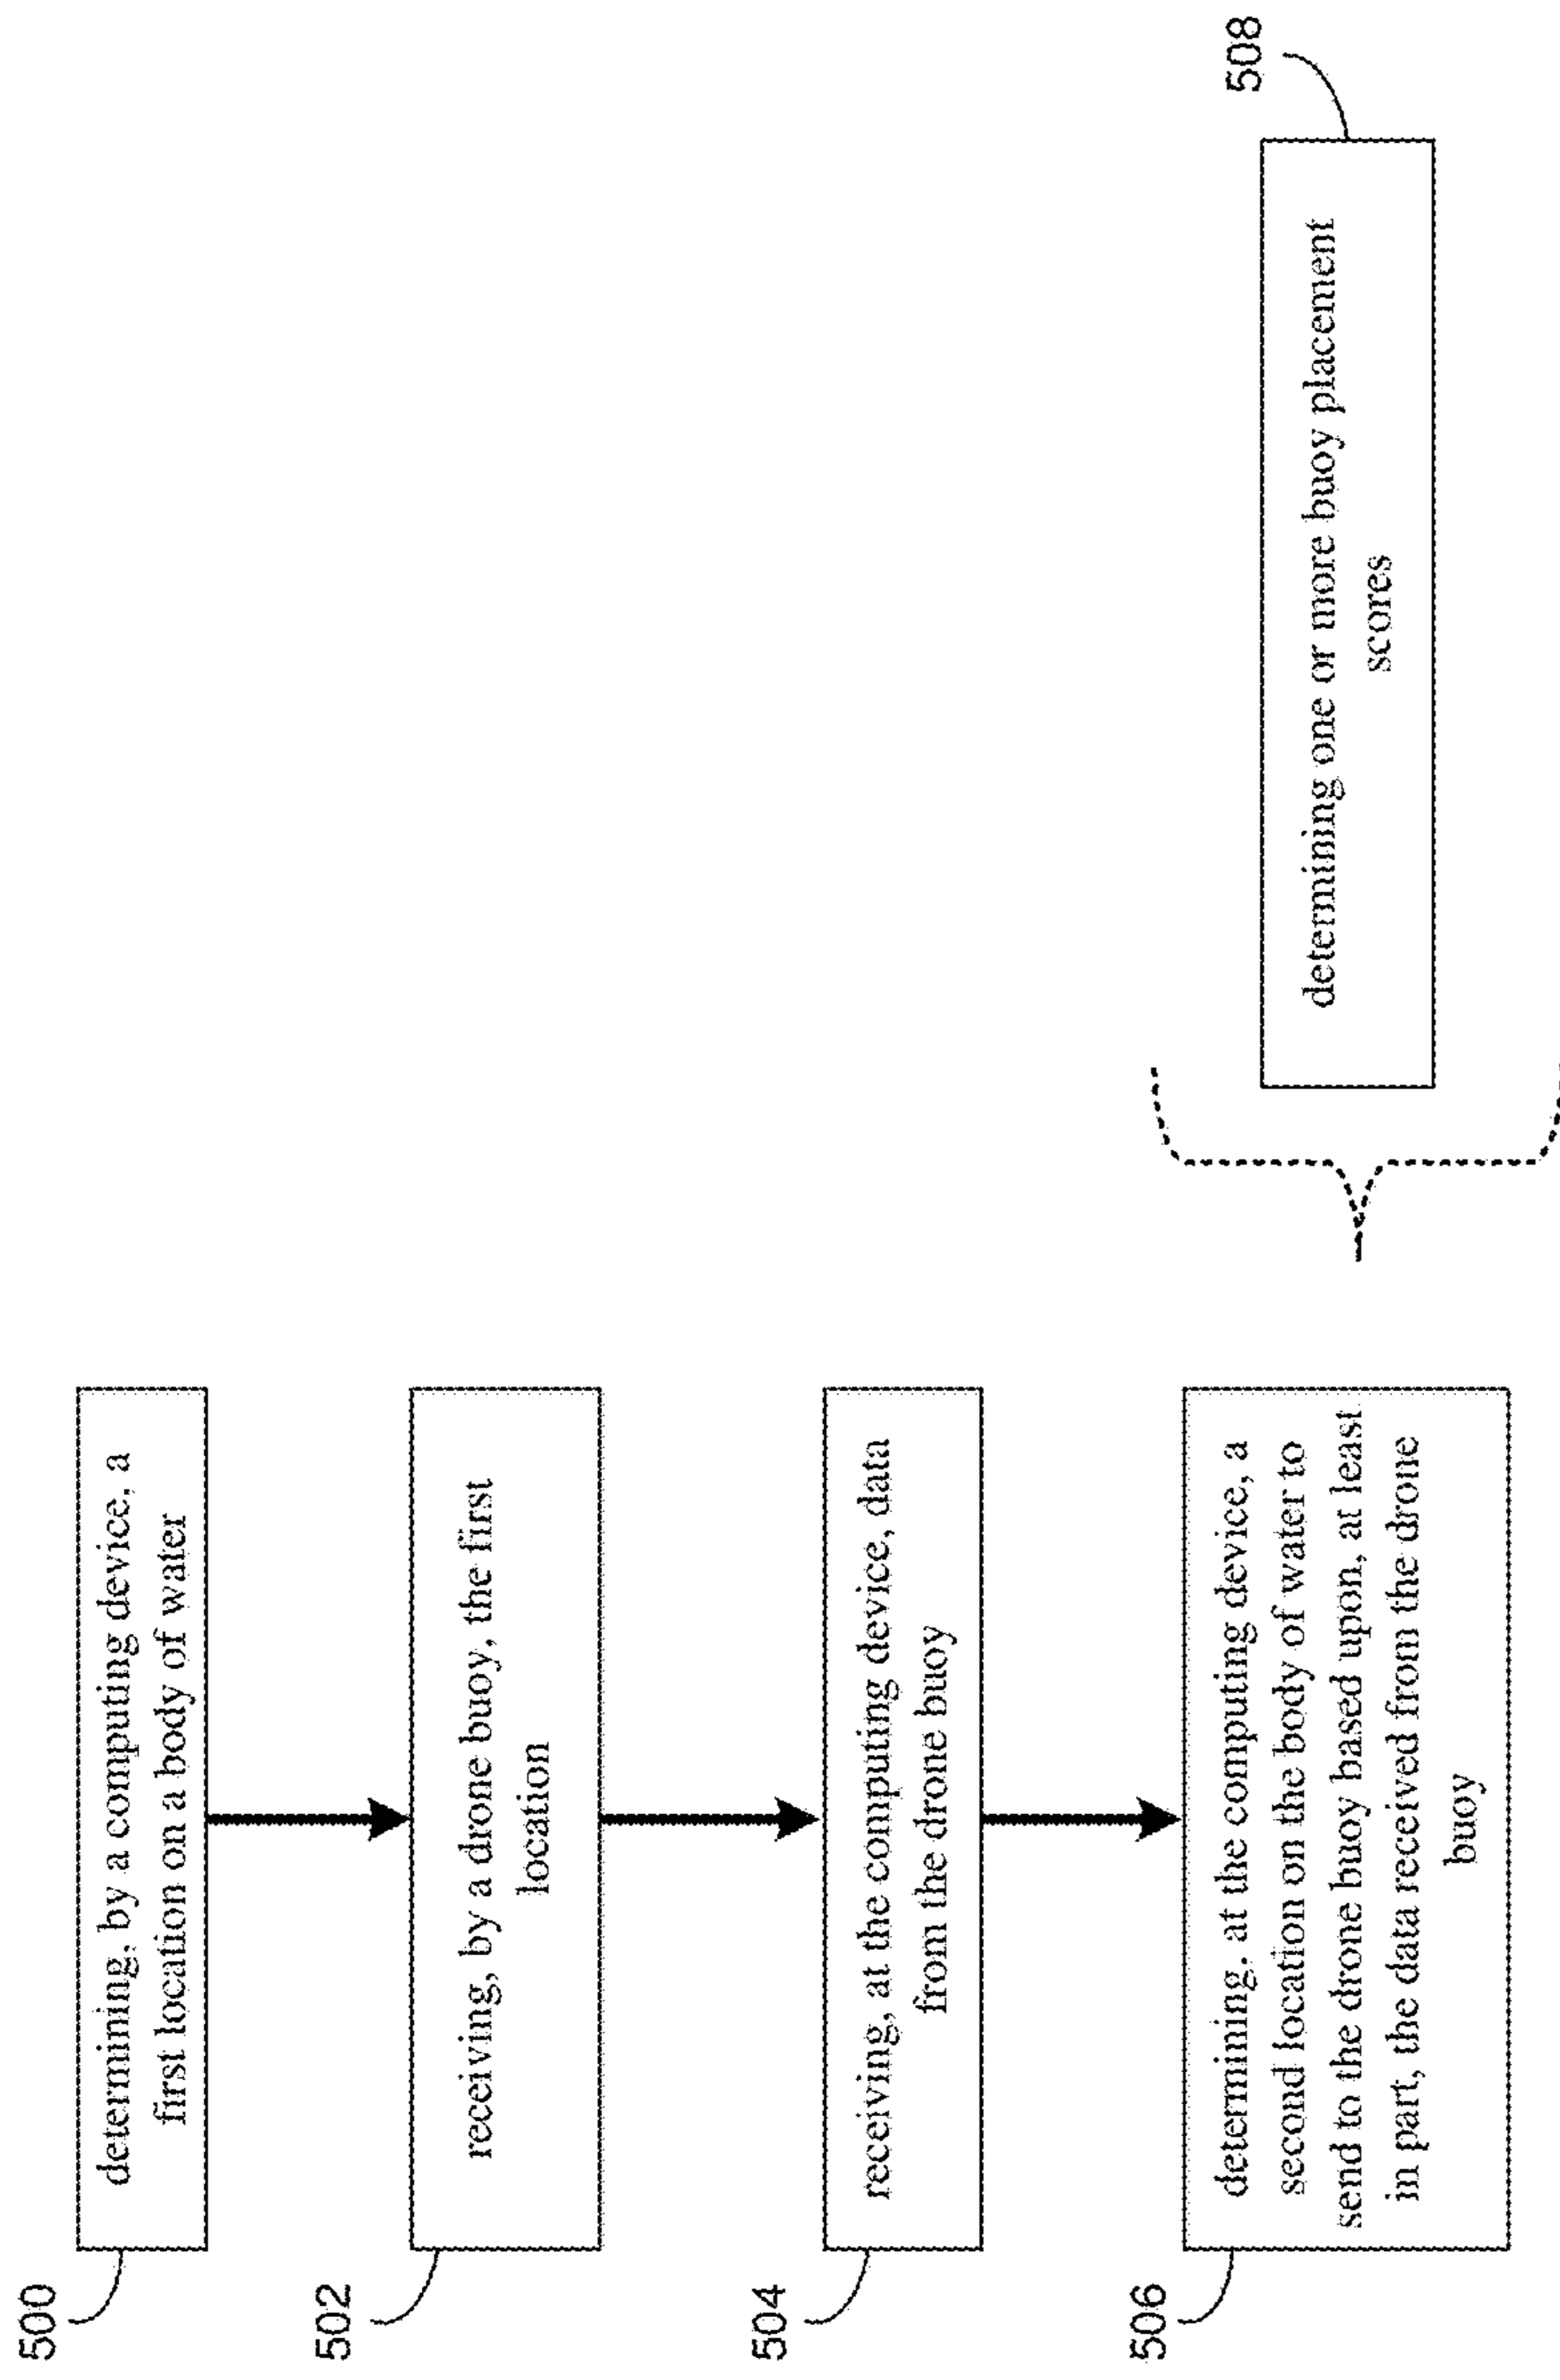 500
determining, by a computing device, a
first location on a body of water
502
receiving, by a drone buoy, the first
location
504
receiving, at the computing device, data
from the drone buoy
506
determining, at the computing device, a
second location on the body of water to
send to the drone buoy based upon, at least
in part, the data received from the drone
buoy
508
determining one or more buoy placement
scores